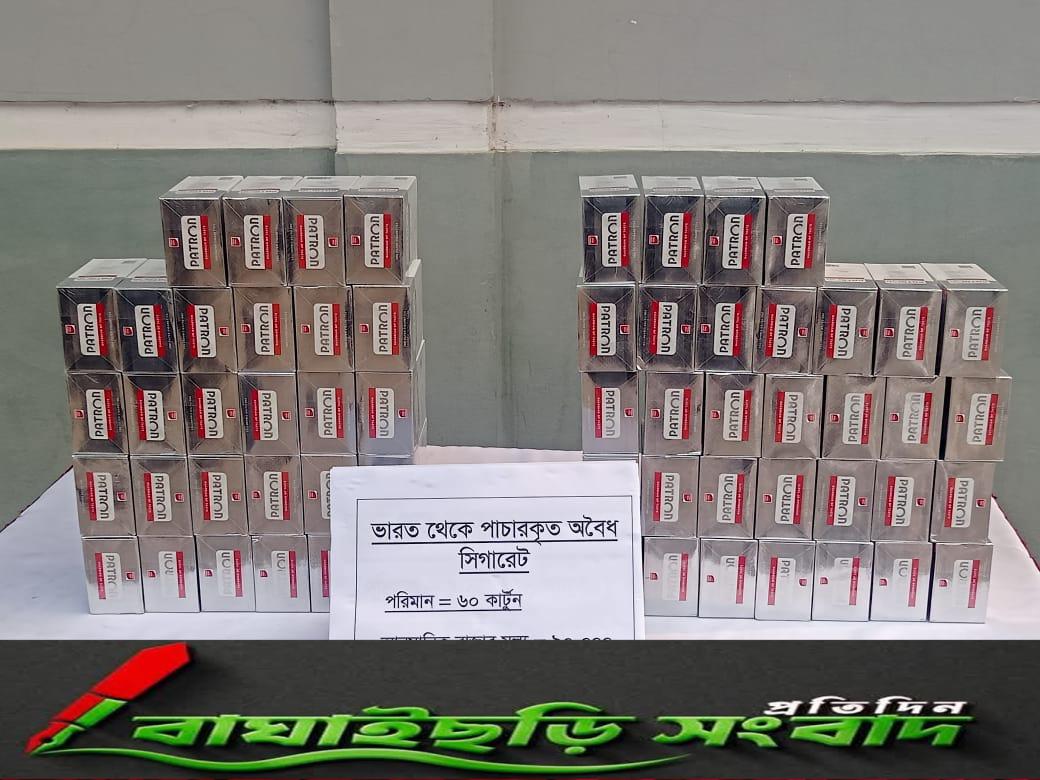 PATRON
ভারত থেকে পাচারকৃত অবৈধ
সিগারেট
পরিমান = ৬০ কার্টুন
প্রতিদিন
বাঘাইছড়ি সংবাদ